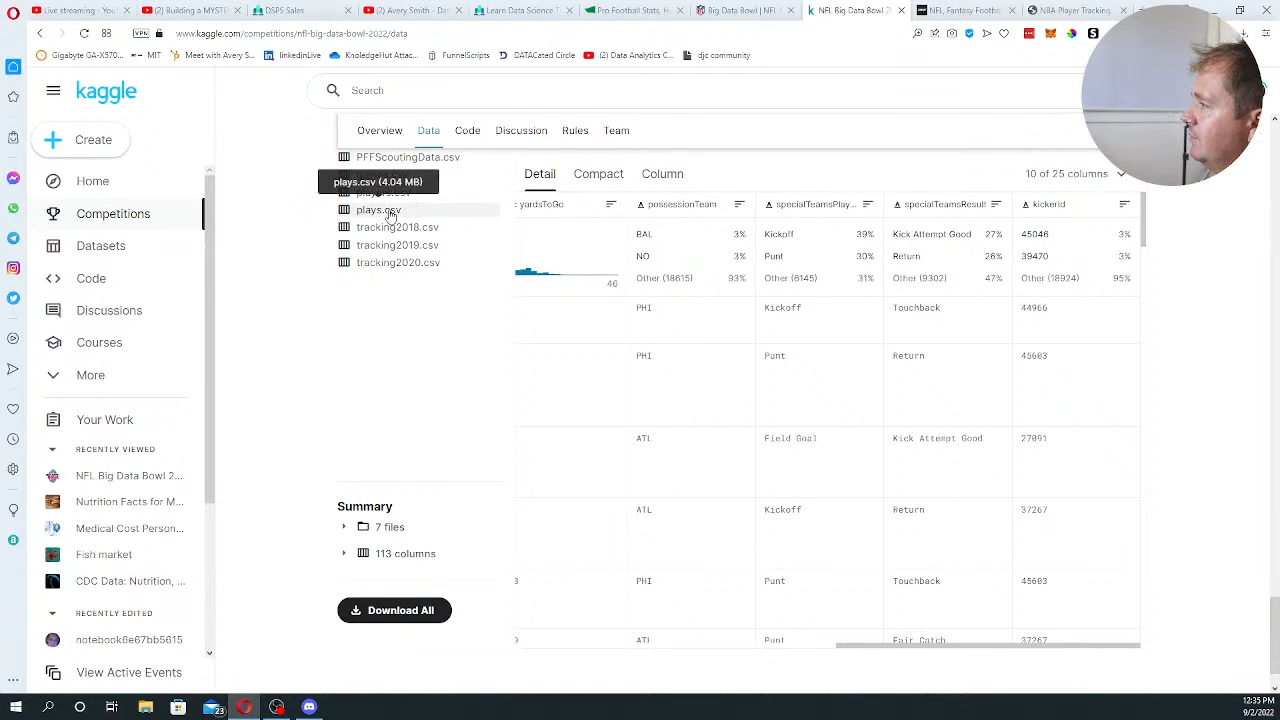 Live streaming - You
Building a MYSTE
DSPS Sales
(2) Avery Smith - Das
Learn Data Science T
Pro Football Stats, H
Big Data Bowl | NFL
NFL Big Data Bowl 20
NFL, Fantasy Footb
NBA Player Tracking
VPN
www.kaggle.com/competitions/nfl-big-data-bowl-2022/data
Gigabyte GA-X570...
MIT
Meet with Avery S...
linkedinLive
KnoledgeHut Attac...
FunnelScripts
DATACated Circle
(2) Data Analytics C...
djc community
kaggle
Search
Create
Overview
Data
Code
Discussion
Rules
Team
Home
Competitions
Datasets
Code
Discussions
Courses
More
Your Work
RECENTLY VIEWED
NFL Big Data Bowl 2...
Nutrition Facts for M...
Medical Cost Person...
Fish market
CDC Data: Nutrition, ...
RECENTLY EDITED
notebook6e67bb5615
View Active Events
PFFScoutingData.csv
plays.csv (4.04 MB)
players.csv
plays.csv
tracking2018.csv
tracking2019.csv
tracking2020.csv
Summary
7 files
113 columns
Download All
Detail
Compact
Column
10 of 25 columns
yardsToGo
possessionTeam
specialTeamsPlay...
specialTeamsResult
kickerId
BAL 3%
Kickoff 39%
Kick Attempt Good 27%
45046 3%
NO 3%
Punt 30%
Return 26%
39470 3%
46
Other (18615) 93%
Other (6145) 31%
Other (9302) 47%
Other (18924) 95%
PHI Kickoff Touchback 44966
PHI Punt Return 45603
ATL Field Goal Kick Attempt Good 27091
ATL Kickoff Return 37267
PHI Punt Touchback 45603
ATL Punt Fair Catch 37267
23
12:35 PM
9/2/2022